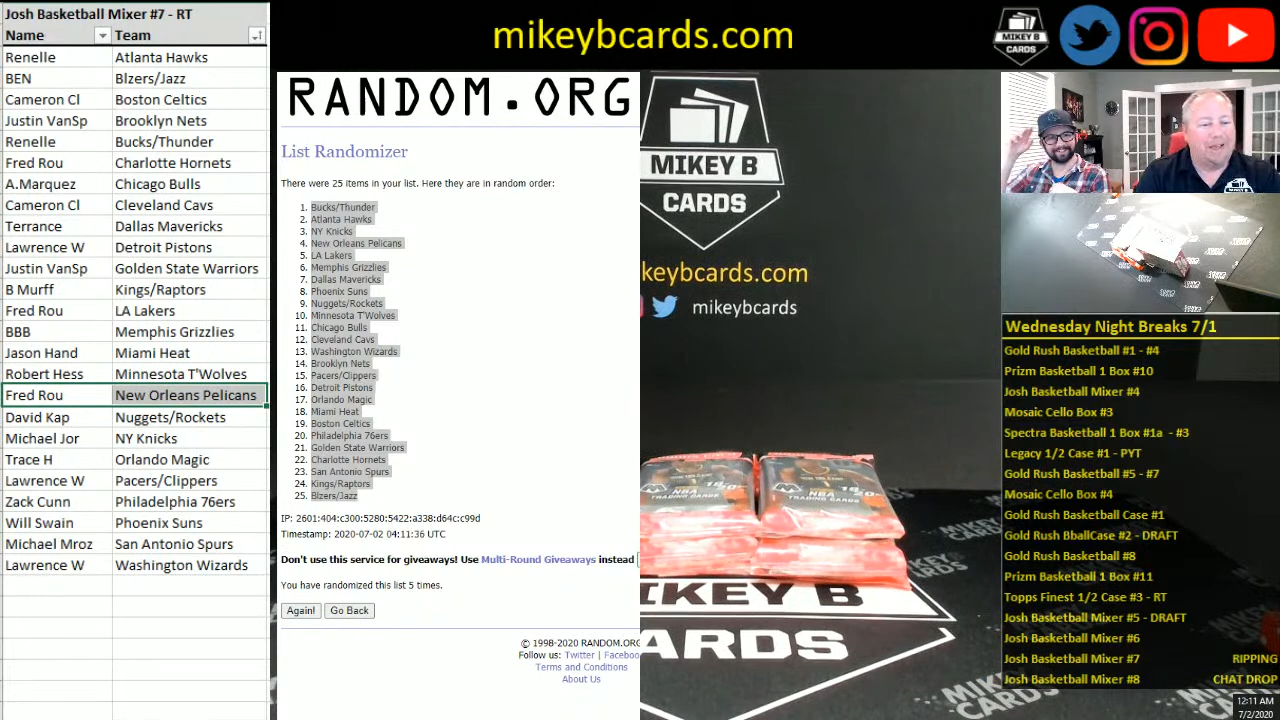 Josh Basketball Mixer #7 - RT
Name Team
Renelle Atlanta Hawks
BEN Blzers/Jazz
Cameron Cl Boston Celtics
Justin VanSp Brooklyn Nets
Renelle Bucks/Thunder
Fred Rou Charlotte Hornets
A.Marquez Chicago Bulls
Cameron Cl Cleveland Cavs
Terrance Dallas Mavericks
Lawrence W Detroit Pistons
Justin VanSp Golden State Warriors
B Murff Kings/Raptors
Fred Rou LA Lakers
BBB Memphis Grizzlies
Jason Hand Miami Heat
Robert Hess Minnesota T'Wolves
Fred Rou New Orleans Pelicans
David Kap Nuggets/Rockets
Michael Jor NY Knicks
Trace H Orlando Magic
Lawrence W Pacers/Clippers
Zack Cunn Philadelphia 76ers
Will Swain Phoenix Suns
Michael Mroz San Antonio Spurs
Lawrence W Washington Wizards
mikeybcards.com
RANDOM.ORG
List Randomizer
There were 25 items in your list. Here they are in random order:
1. Bucks/Thunder
2. Atlanta Hawks
3. NY Knicks
4. New Orleans Pelicans
5. LA Lakers
6. Memphis Grizzlies
7. Dallas Mavericks
8. Phoenix Suns
9. Nuggets/Rockets
10. Minnesota T'Wolves
11. Chicago Bulls
12. Cleveland Cavs
13. Washington Wizards
14. Brooklyn Nets
15. Pacers/Clippers
16. Detroit Pistons
17. Orlando Magic
18. Miami Heat
19. Boston Celtics
20. Philadelphia 76ers
21. Golden State Warriors
22. Charlotte Hornets
23. San Antonio Spurs
24. Kings/Raptors
25. Blzers/Jazz
IP: 2601:404:c300:5280:5422:a338:d64c:c99d
Timestamp: 2020-07-02 04:11:36 UTC
Don't use this service for giveaways! Use Multi-Round Giveaways instead
You have randomized this list 5 times.
Again! Go Back
© 1998-2020 RANDOM.ORG
Follow us: Twitter | Faceboo
Terms and Conditions
About Us
MIKEY B
CARDS
keybcards.com
mikeybcards
NBA
TRADING CARDS
NBA
TRADING CARDS
MIKEY B
CARDS
MIKEY B
CARDS
Wednesday Night Breaks 7/1
Gold Rush Basketball #1 - #4
Prizm Basketball 1 Box #10
Josh Basketball Mixer #4
Mosaic Cello Box #3
Spectra Basketball 1 Box #1a - #3
Legacy 1/2 Case #1 - PYT
Gold Rush Basketball #5 - #7
Mosaic Cello Box #4
Gold Rush Basketball Case #1
Gold Rush BballCase #2 - DRAFT
Gold Rush Basketball #8
Prizm Basketball 1 Box #11
Topps Finest 1/2 Case #3 - RT
Josh Basketball Mixer #5 - DRAFT
Josh Basketball Mixer #6
Josh Basketball Mixer #7 RIPPING
Josh Basketball Mixer #8 CHAT DROP
12:11 AM
7/2/2020